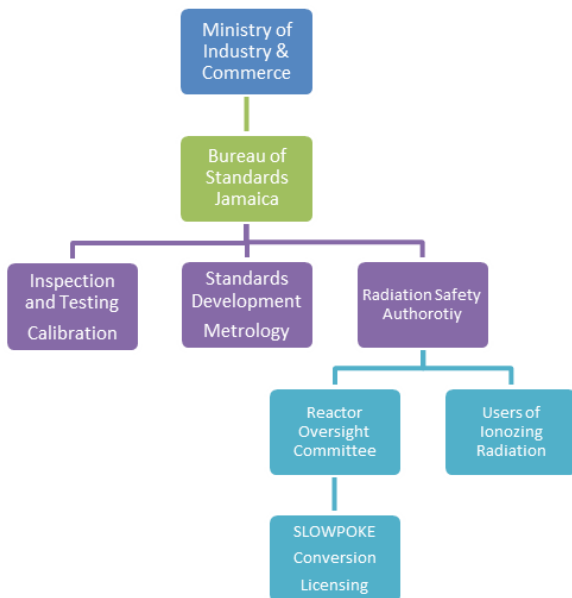 Ministry of
Industry &
Commerce
Bureau of
Standards
Jamaica
Inspection
and Testing
Calibration
Standards
Development
Metrology
Radiation Safety
Authorotiy
Reactor
Oversight
Committee
Users of
Ionozing
Radiation
SLOWPOKE
Conversion
Licensing